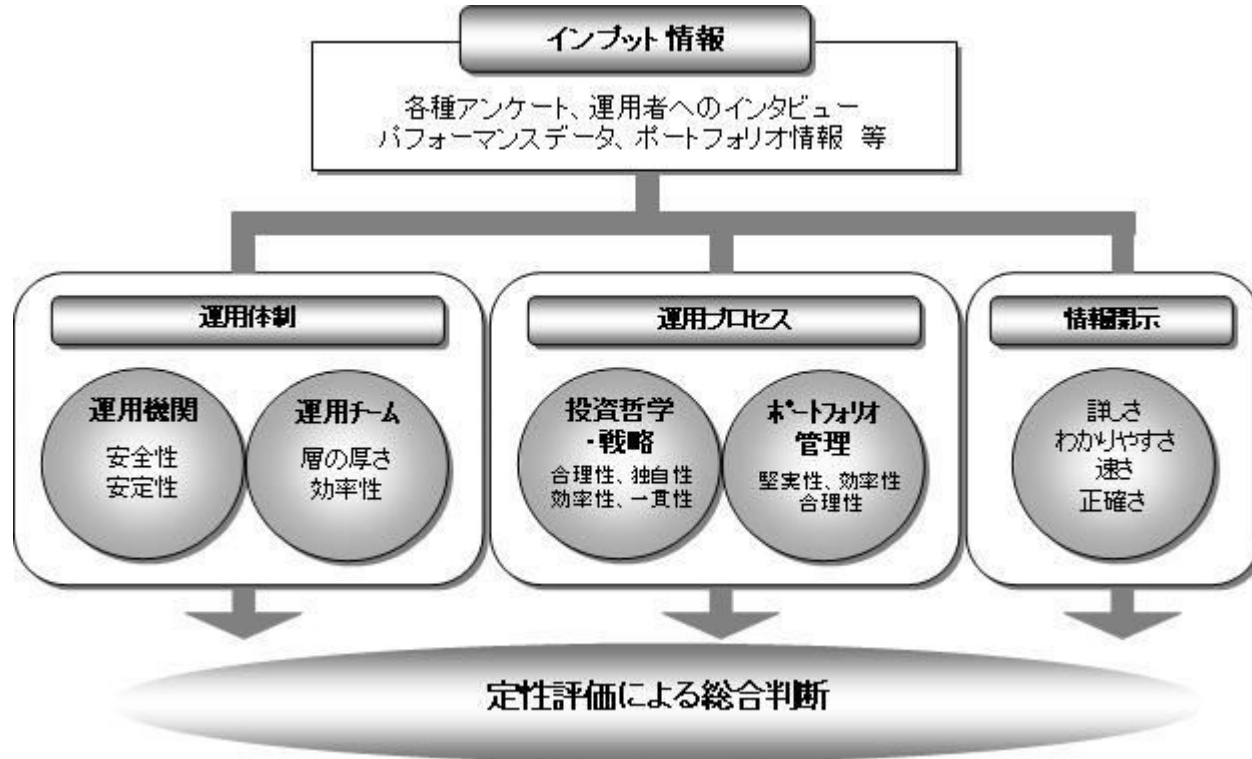 インプット情報
各種アンケート、運用者へのインタビュー
パフォーマンスデータ、ポートフォリオ情報 等
運用体制
運用機関
安全性
安定性
運用チーム
層の厚さ
効率性
運用プロセス
投資哲学
・戦略
合理性、独自性
効率性、一貫性
ポートフォリオ
管理
堅実性、効率性
合理性
情報開示
詳しさ
わかりやすさ
速さ
正確さ
定性評価による総合判断